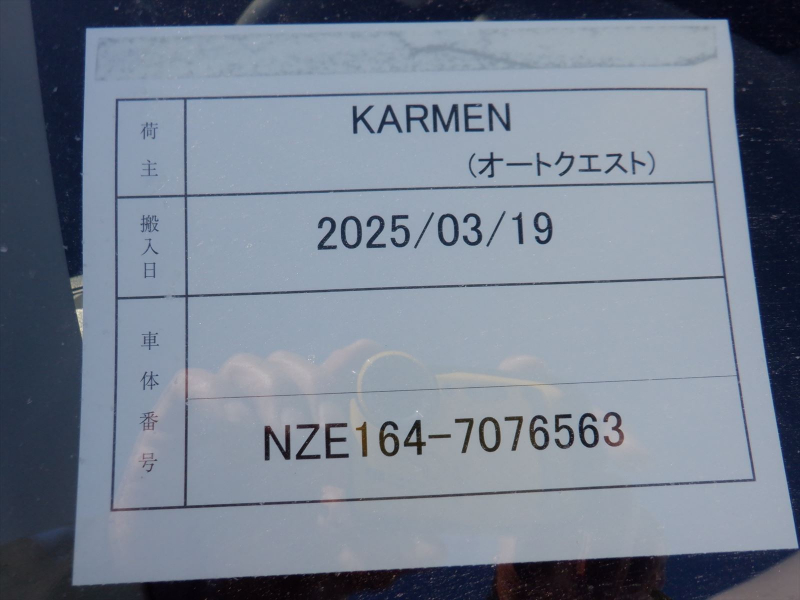 荷主
KARMEN
(オートクエスト)
搬入日
2025/03/19
車体番号
NZE164-7076563